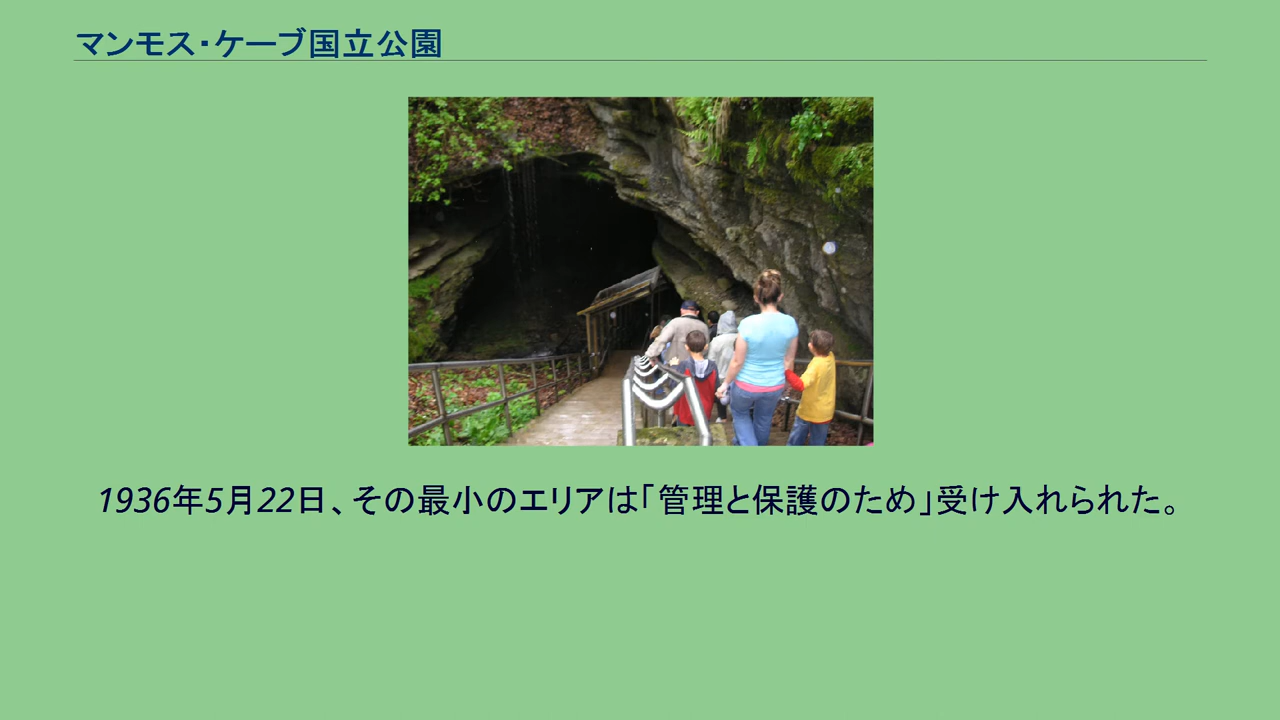 マンモス・ケーブ国立公園
1936年5月22日、その最小のエリアは｢管理と保護のため｣受け入れられた。